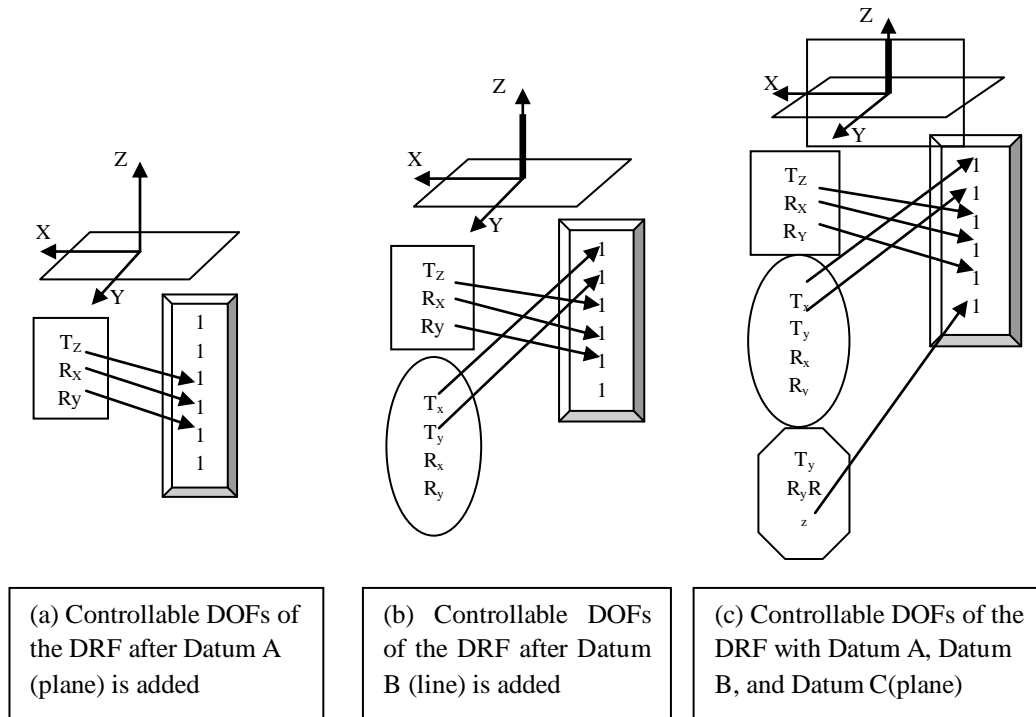 Z
X
Y
T_Z
R_X
Ry
1
1
1
1
1
1
(a) Controllable DOFs of
the DRF after Datum A
(plane) is added
Z
X
Y
T_Z
R_X
Ry
T_x
T_y
R_x
R_y
1
1
1
1
1
1
(b) Controllable DOFs
of the DRF after Datum
B (line) is added
Z
X
Y
T_Z
R_X
R_Y
T_x
T_y
R_x
R_v
T_y
R_yR
z
1
1
1
1
1
1
(c) Controllable DOFs of the
DRF with Datum A, Datum
B, and Datum C(plane)